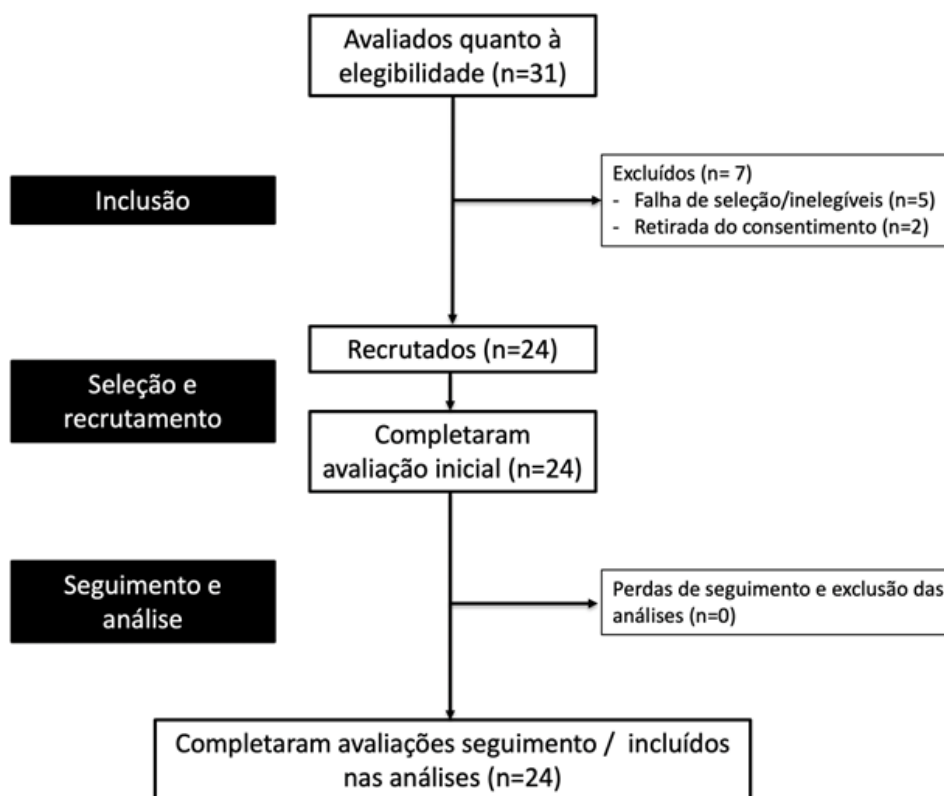 Avaliados quanto à
elegibilidade (n=31)
Inclusão
Excluídos (n= 7)
- Falha de seleção/inelegíveis (n=5)
- Retirada do consentimento (n=2)
Recrutados (n=24)
Seleção e
recrutamento
Completaram
avaliação inicial (n=24)
Seguimento e
análise
Perdas de seguimento e exclusão das
análises (n=0)
Completaram avaliações seguimento / incluídos
nas análises (n=24)